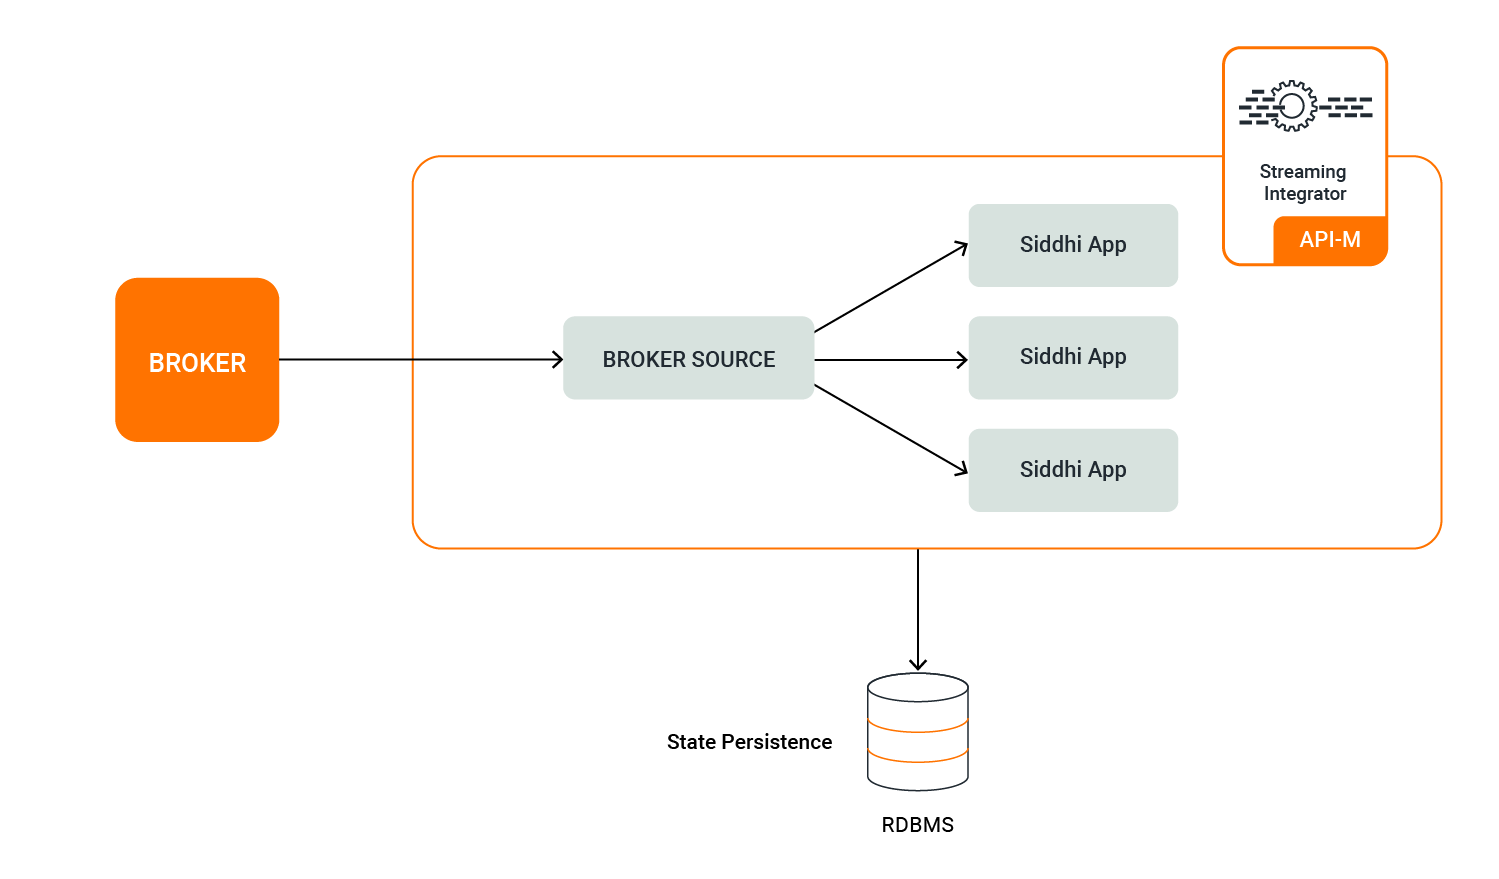 Streaming
Integrator
API-M
Siddhi App
BROKER
BROKER SOURCE
Siddhi App
Siddhi App
State Persistence
RDBMS